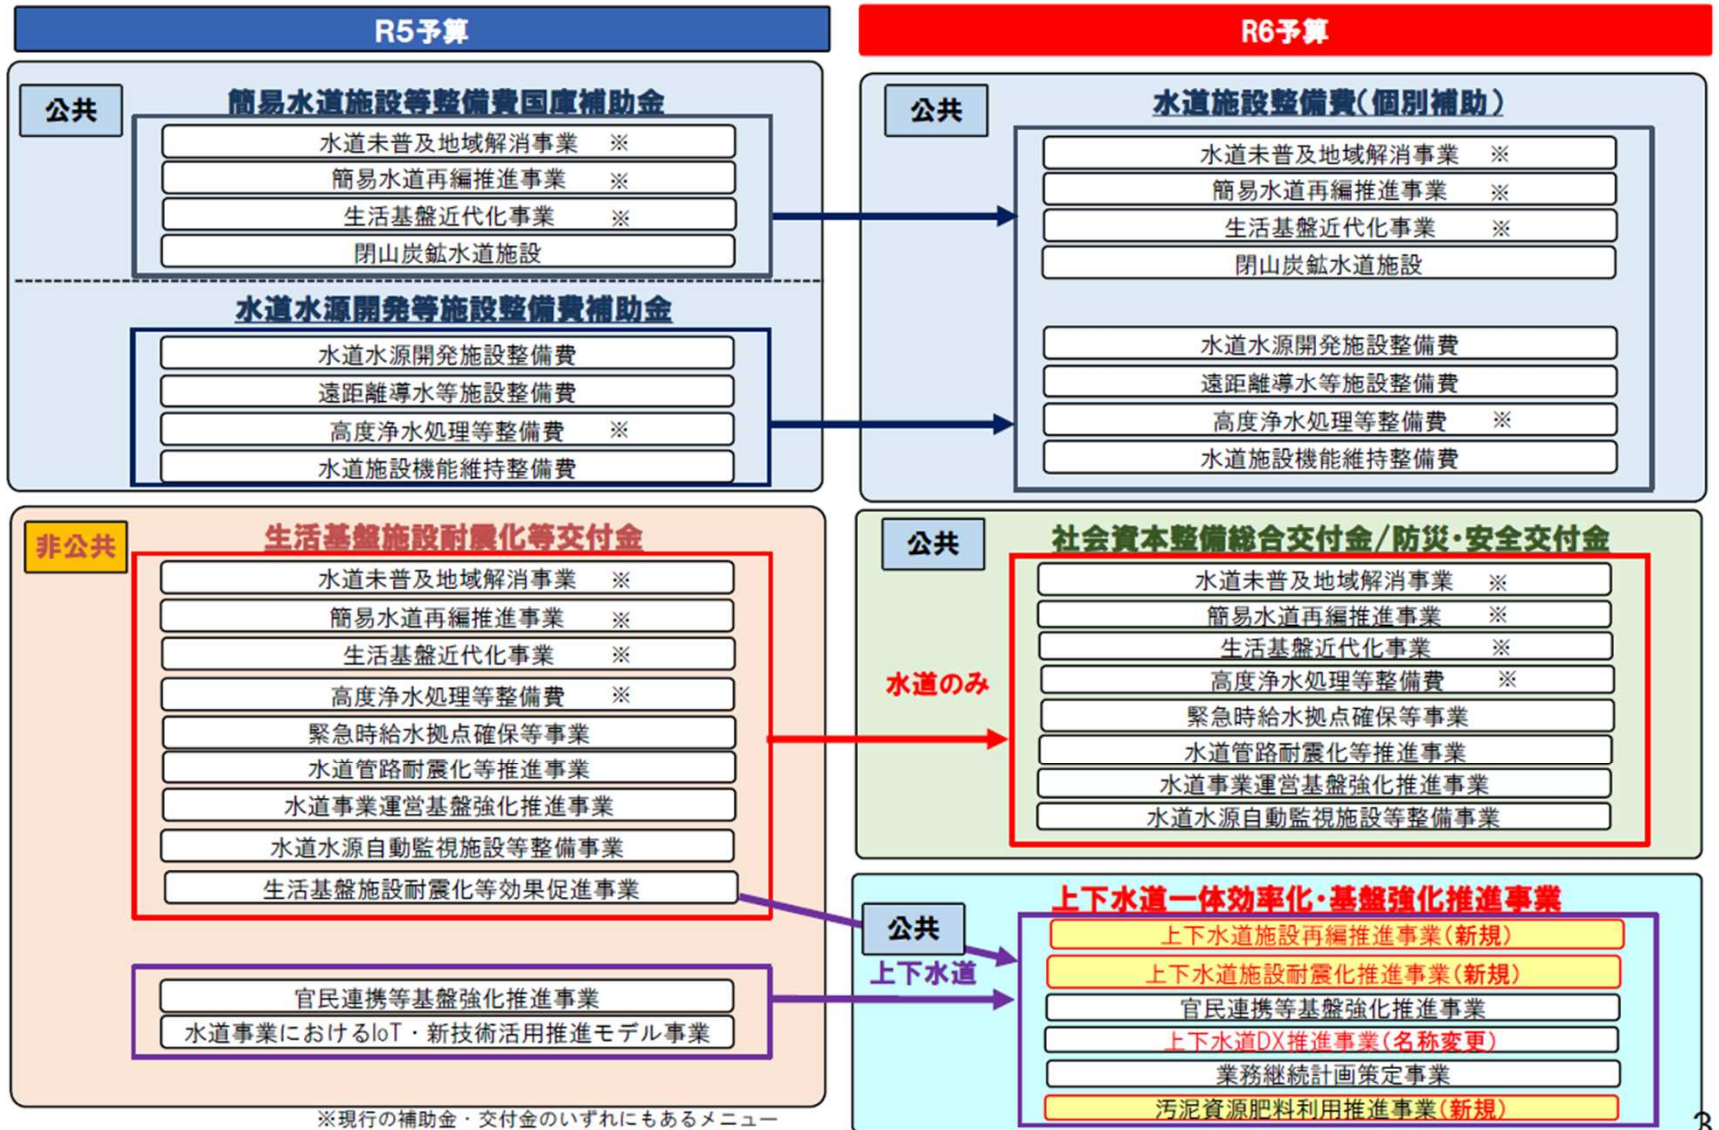 R5予算
公共
簡易水道施設等整備費国庫補助金
水道未普及地域解消事業 ※
簡易水道再編推進事業 ※
生活基盤近代化事業 ※
閉山炭鉱水道施設
水道水源開発等施設整備費補助金
水道水源開発施設整備費
遠距離導水等施設整備費
高度浄水処理等整備費 ※
水道施設機能維持整備費
非公共
生活基盤施設耐震化等交付金
水道未普及地域解消事業 ※
簡易水道再編推進事業 ※
生活基盤近代化事業 ※
高度浄水処理等整備費 ※
緊急時給水拠点確保等事業
水道管路耐震化等推進事業
水道事業運営基盤強化推進事業
水道水源自動監視施設等整備事業
生活基盤施設耐震化等効果促進事業
官民連携等基盤強化推進事業
水道事業におけるIoT・新技術活用推進モデル事業
※現行の補助金・交付金のいずれにもあるメニュー
R6予算
公共
水道施設整備費(個別補助)
水道未普及地域解消事業 ※
簡易水道再編推進事業 ※
生活基盤近代化事業 ※
閉山炭鉱水道施設
水道水源開発施設整備費
遠距離導水等施設整備費
高度浄水処理等整備費 ※
水道施設機能維持整備費
公共
社会資本整備総合交付金/防災・安全交付金
水道のみ
水道未普及地域解消事業 ※
簡易水道再編推進事業 ※
生活基盤近代化事業 ※
高度浄水処理等整備費 ※
緊急時給水拠点確保等事業
水道管路耐震化等推進事業
水道事業運営基盤強化推進事業
水道水源自動監視施設等整備事業
公共
上下水道
上下水道一体効率化・基盤強化推進事業
上下水道施設再編推進事業(新規)
上下水道施設耐震化推進事業(新規)
官民連携等基盤強化推進事業
上下水道DX推進事業(名称変更)
業務継続計画策定事業
汚泥資源肥料利用推進事業(新規)
3